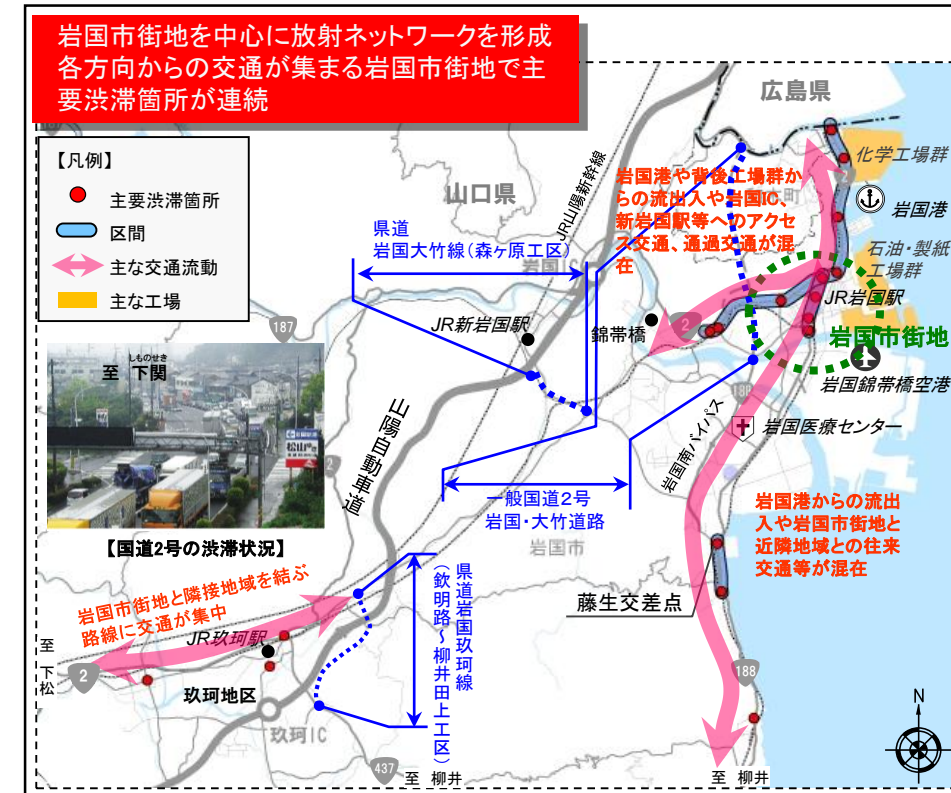 岩国市街地を中心に放射ネットワークを形成
各方向からの交通が集まる岩国市街地で主
要渋滞箇所が連続
【凡例】
主要渋滞箇所
区間
主な交通流動
主な工場
広島県
山口県
JR山陽新幹線
化学工場群
岩国港
石油・製紙
工場群
2
岩国港や背後工場群か
らの流出入や岩国IC、
新岩国駅等へのアクセ
ス交通、通過交通が混
在
県道
岩国大竹線(森ヶ原工区)
岩国IC
JR岩国駅
岩国市街地
岩国錦帯橋空港
187
JR新岩国駅
錦帯橋
2
188
岩国南バイパス
岩国医療センター
しものせき
至 下関
松山
【国道2号の渋滞状況】
2
山陽自動車道
一般国道2号
岩国・大竹道路
岩国市
岩国港からの流出
入や岩国市街地と
近隣地域との往来
交通等が混在
藤生交差点
県道岩国玖珂線
(欽明路~柳井田上工区)
岩国市街地と隣接地域を結ぶ
路線に交通が集中
JR玖珂駅
至
下
松
2
玖珂地区
玖珂IC
188
N
437
至 柳井
至 柳井